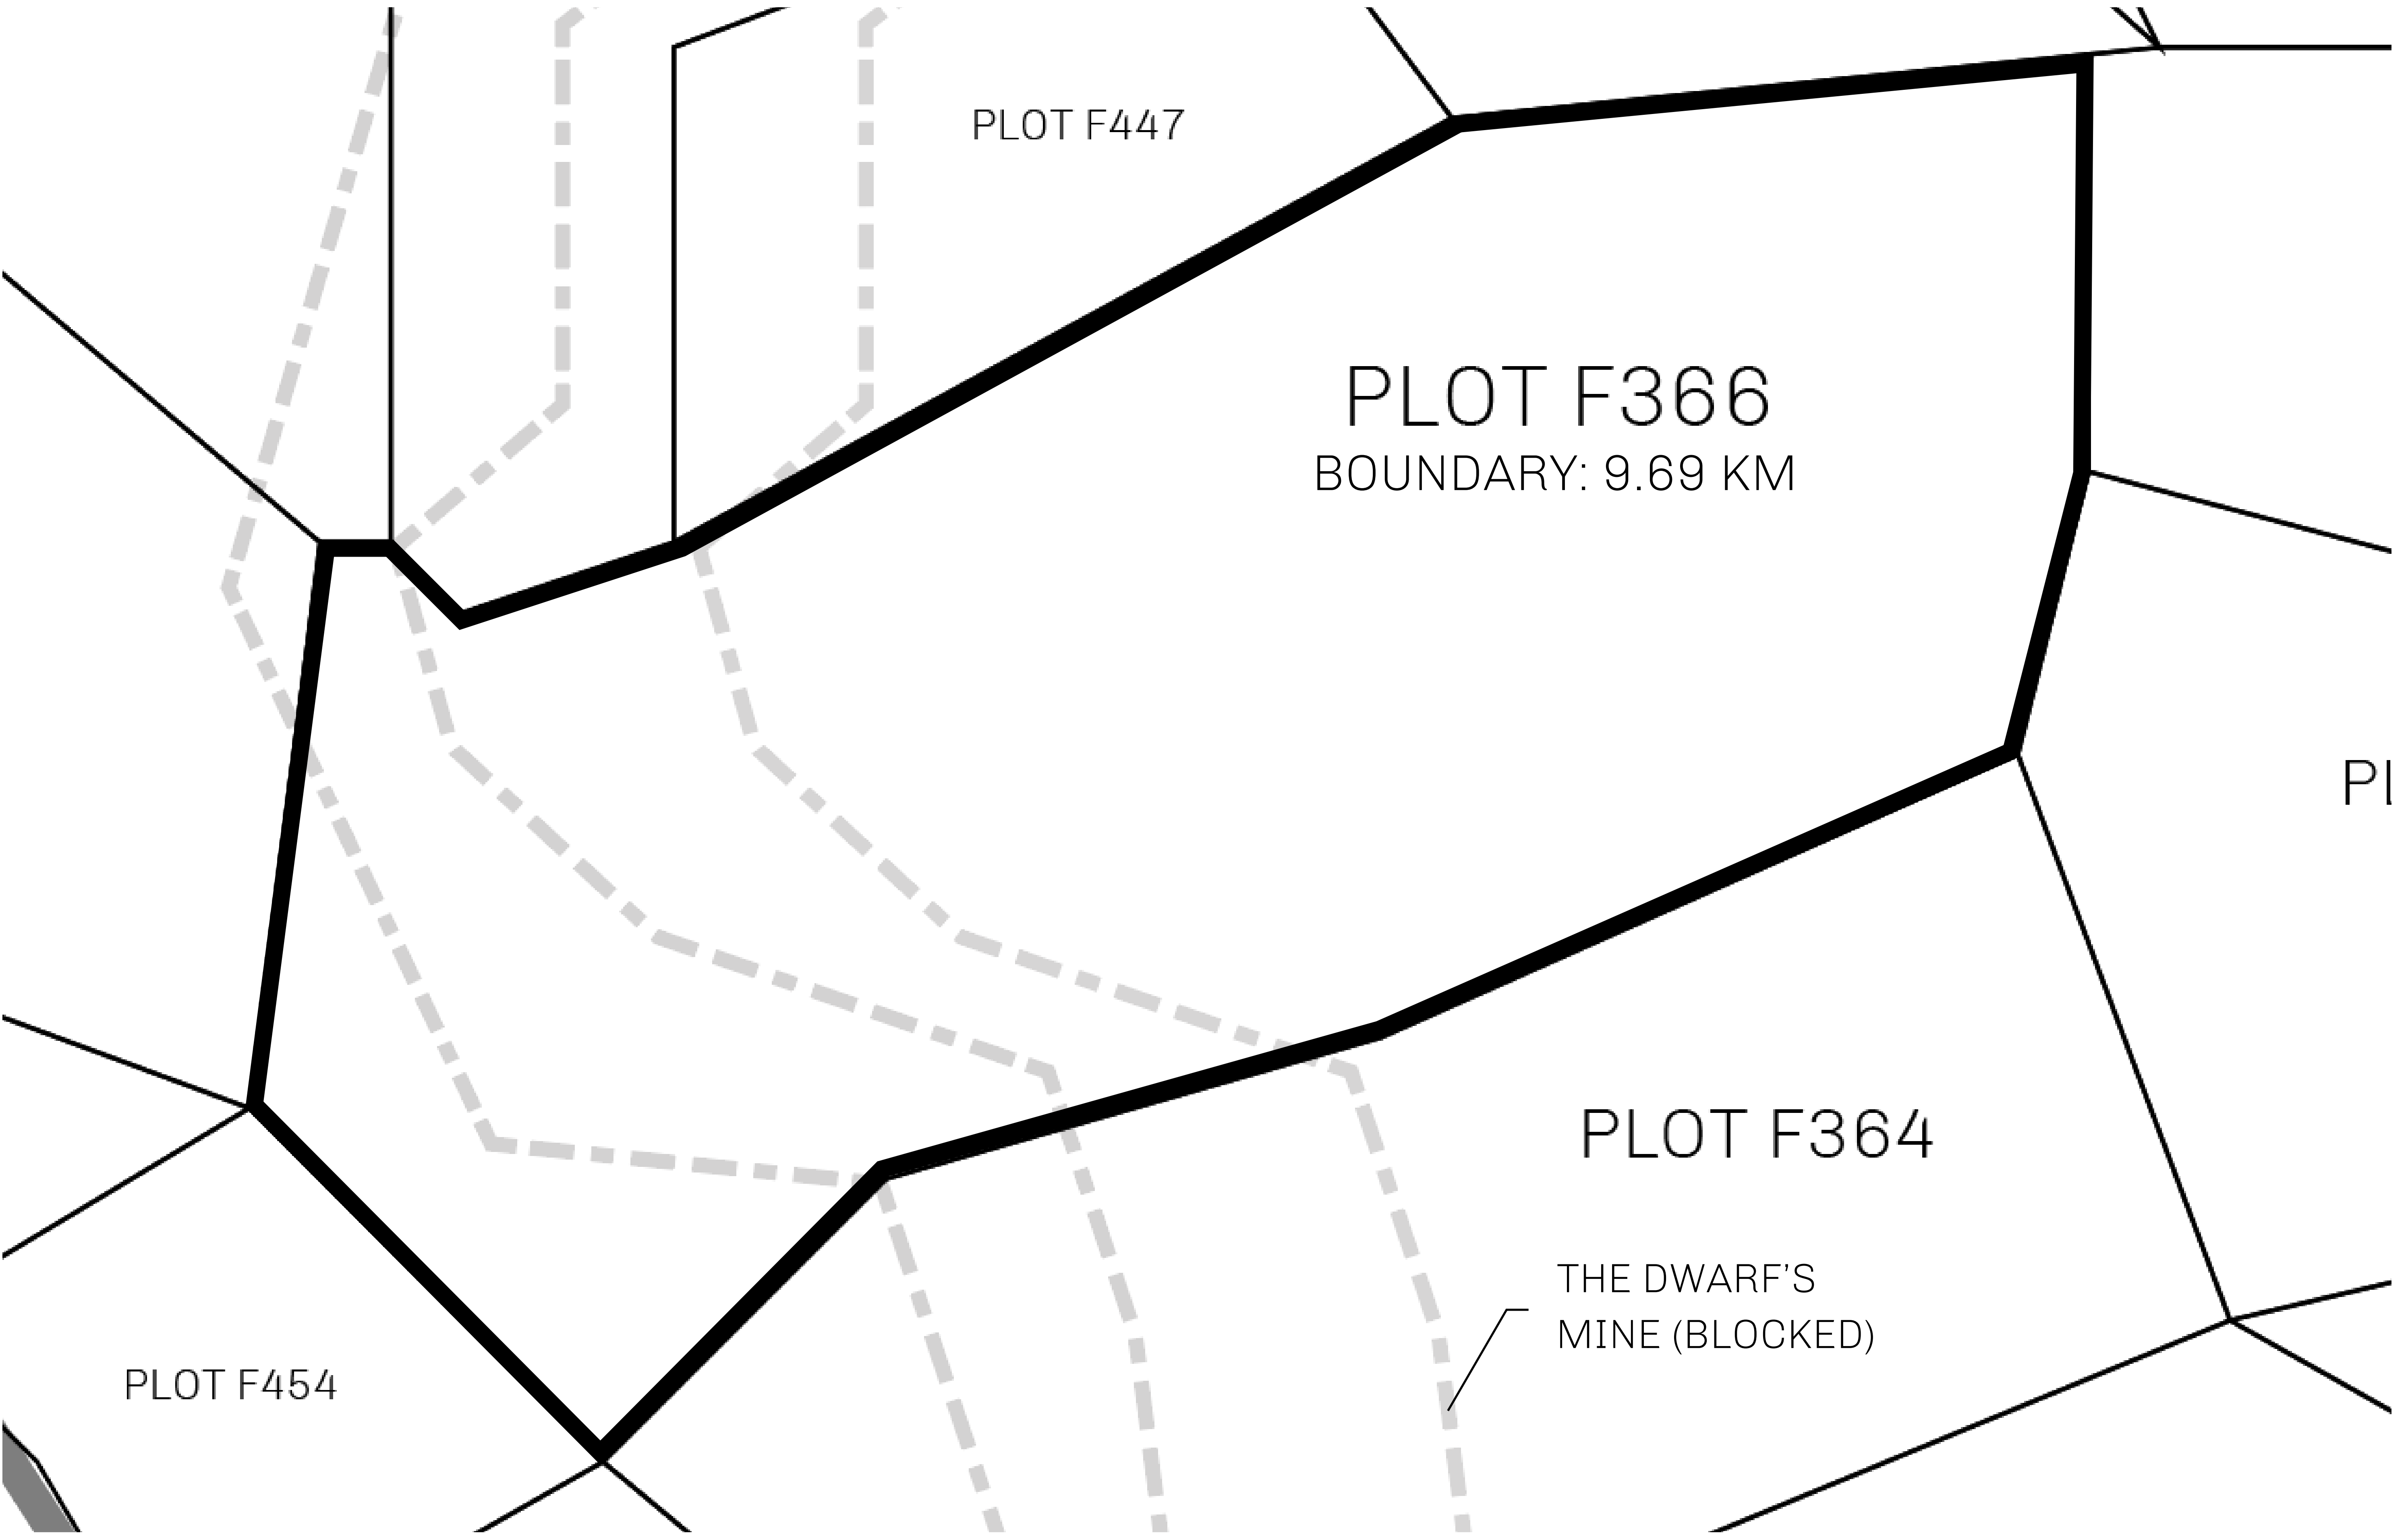 PLOT F447
PLOT F366
BOUNDARY: 9.69 KM
PLOT F364
THE DWARF'S
MINE (BLOCKED)
PLOT F454